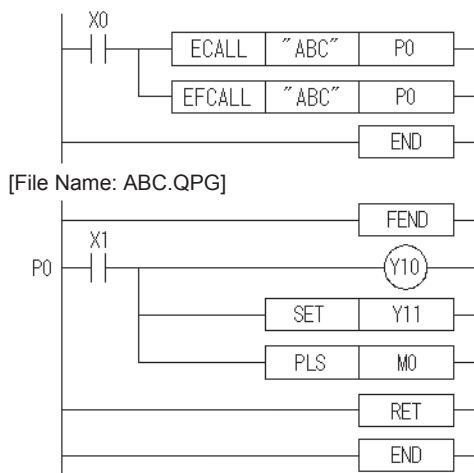 X0
ECALL "ABC" P0
EFCALL "ABC" P0
END
[File Name: ABC.QPG]
FEND
X1
P0 Y10
SET Y11
PLS M0
RET
END